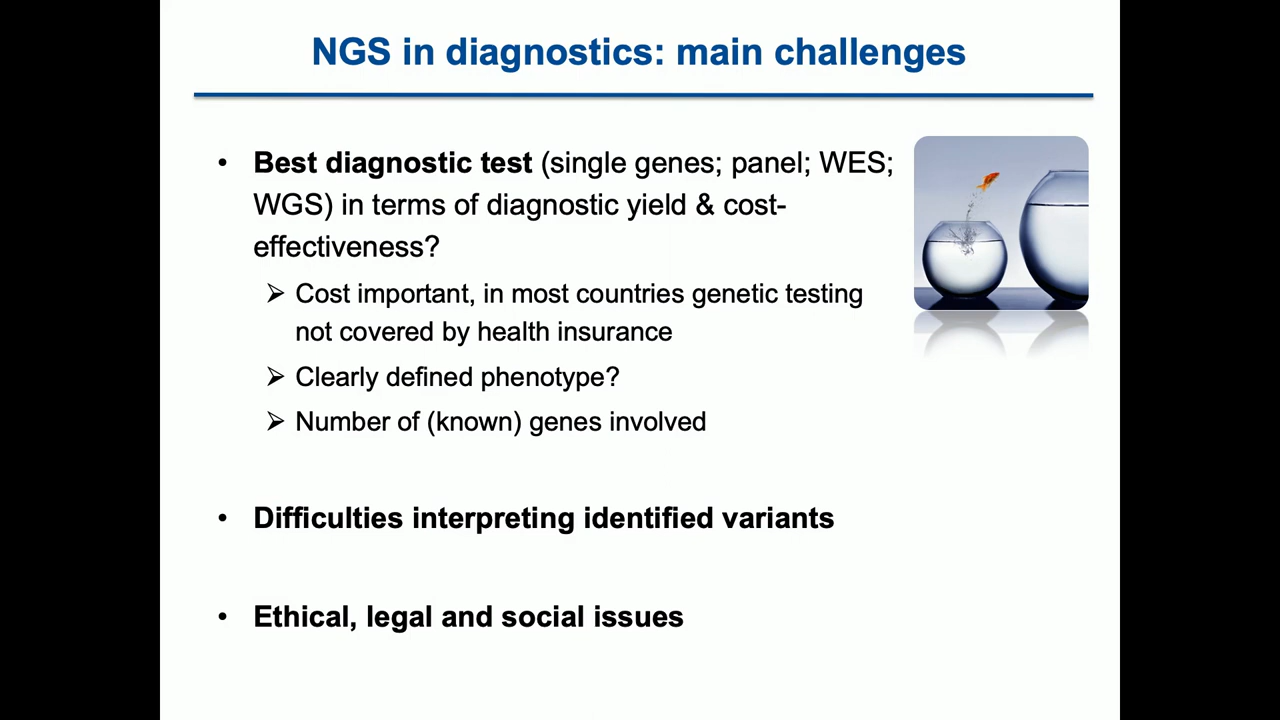 NGS in diagnostics: main challenges
• Best diagnostic test (single genes; panel; WES;
WGS) in terms of diagnostic yield & cost-
effectiveness?
➢ Cost important, in most countries genetic testing
not covered by health insurance
➢ Clearly defined phenotype?
➢ Number of (known) genes involved
• Difficulties interpreting identified variants
• Ethical, legal and social issues